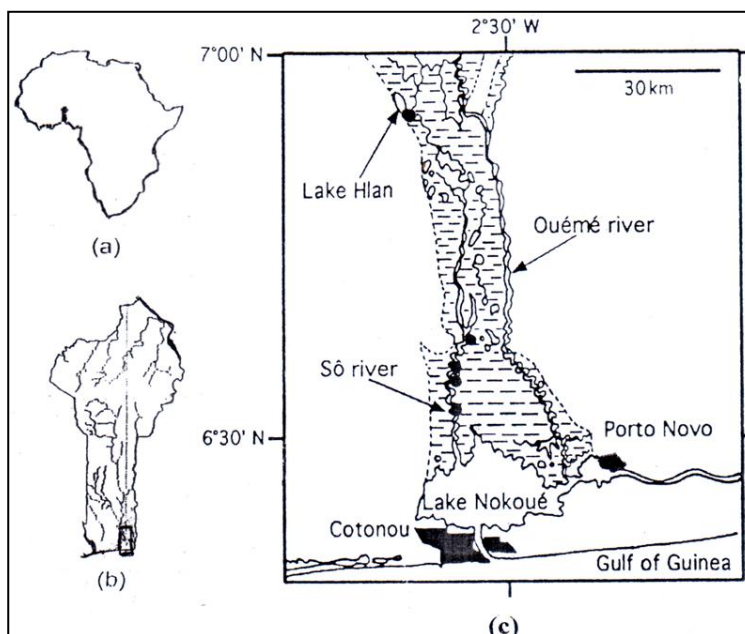 2°30' W
7°00' N
30 km
Lake Hlan
(a)
Ouémé river
Sô river
Porto Novo
6°30' N
Lake Nokoué
Cotonou
Gulf of Guinea
(b)
(c)